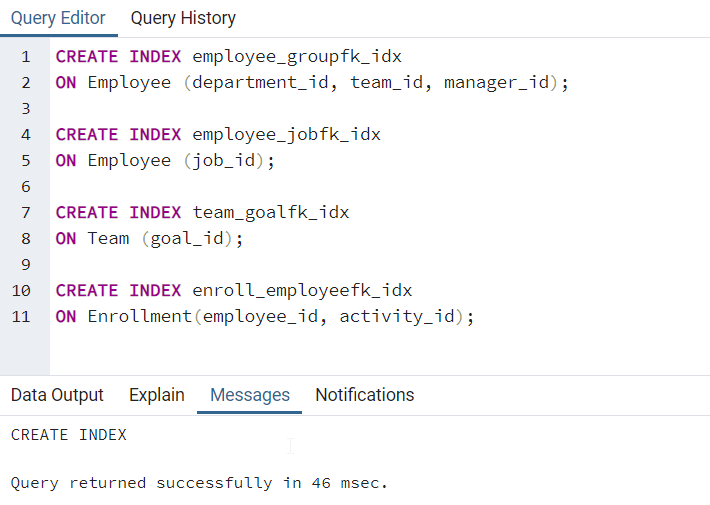 Query Editor Query History
1 CREATE INDEX employee_groupfk_idx
2 ON Employee (department_id, team_id, manager_id);
3
4 CREATE INDEX employee_jobfk_idx
5 ON Employee (job_id);
6
7 CREATE INDEX team_goalfk_idx
8 ON Team (goal_id);
9
10 CREATE INDEX enroll_employeefk_idx
11 ON Enrollment(employee_id, activity_id);
Data Output Explain Messages Notifications
CREATE INDEX
Query returned successfully in 46 msec.